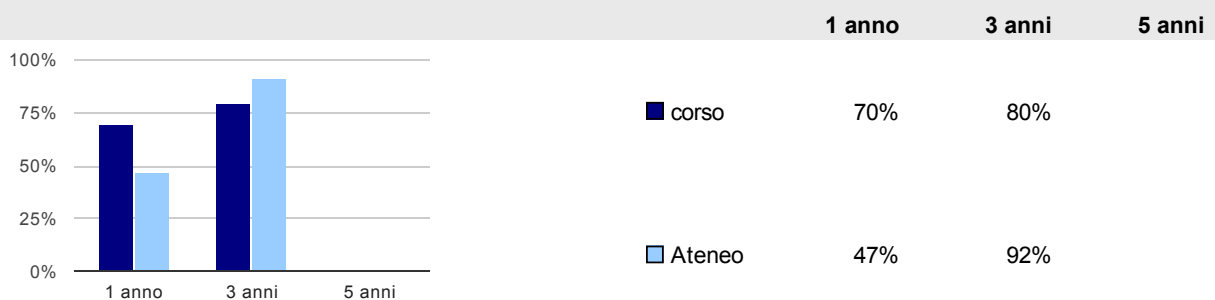 1 anno 3 anni 5 anni
100%
75%
50%
25%
0%
1 anno 3 anni 5 anni
corso 70% 80%
Ateneo 47% 92%